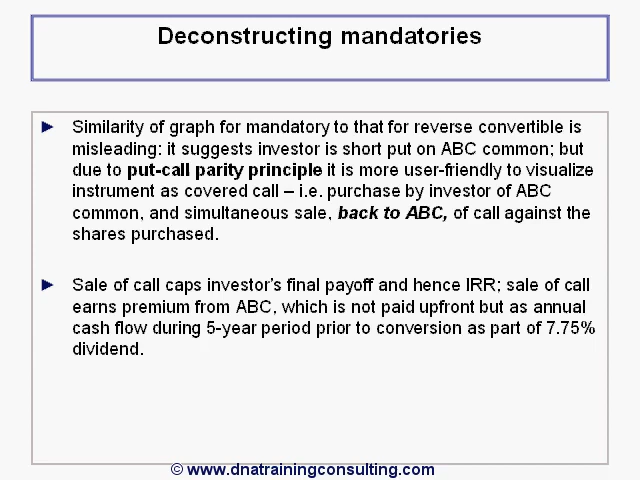 Deconstructing mandatories
► Similarity of graph for mandatory to that for reverse convertible is
misleading: it suggests investor is short put on ABC common; but
due to put-call parity principle it is more user-friendly to visualize
instrument as covered call – i.e. purchase by investor of ABC
common, and simultaneous sale, back to ABC, of call against the
shares purchased.
► Sale of call caps investor's final payoff and hence IRR; sale of call
earns premium from ABC, which is not paid upfront but as annual
cash flow during 5-year period prior to conversion as part of 7.75%
dividend.
© www.dnatrainingconsulting.com